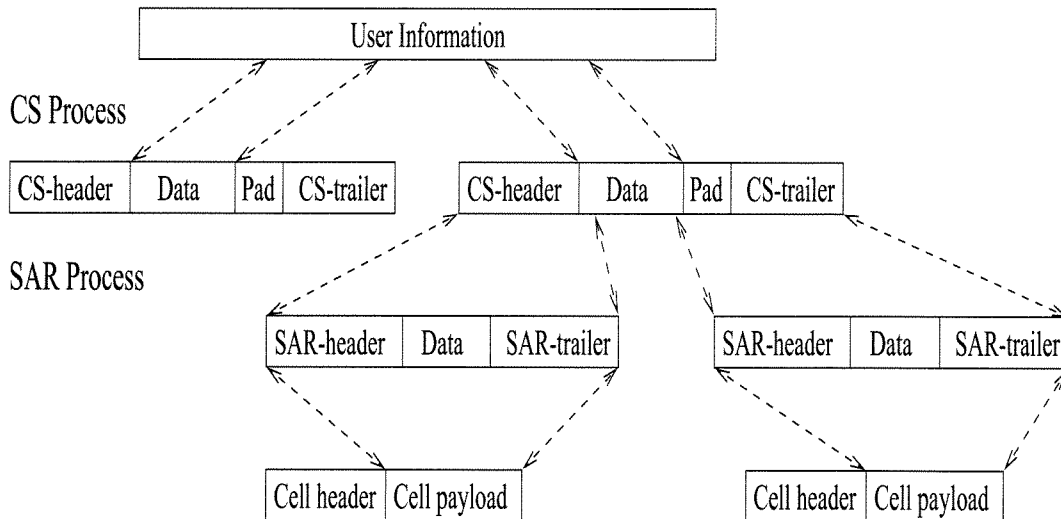 User Information
CS Process
CS-header Data Pad CS-trailer CS-header Data Pad CS-trailer
SAR Process
SAR-header Data SAR-trailer SAR-header Data SAR-trailer
Cell header Cell payload Cell header Cell payload